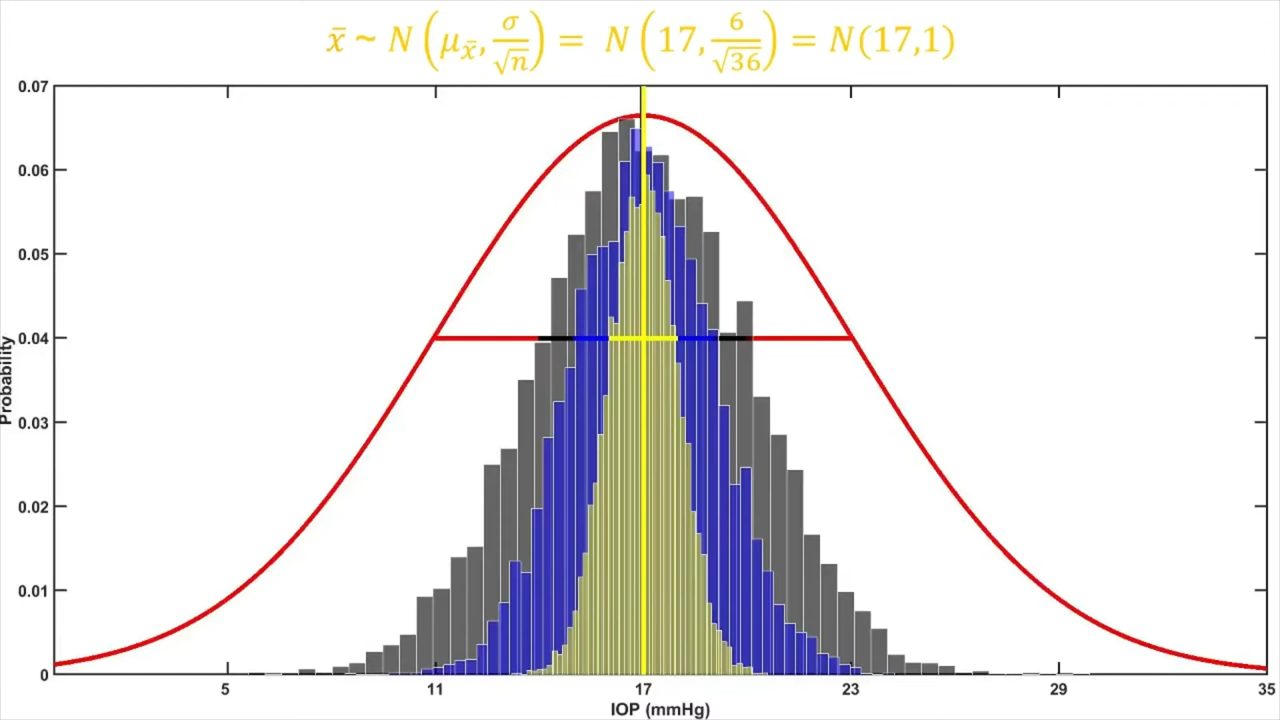 x̄ ~ N(μ_x̄, σ/√n) = N(17, 6/√36) = N(17,1)
0.07
0.06
0.05
0.04
0.03
0.02
0.01
0
Probability
5 11 17 23 29 35
IOP (mmHg)